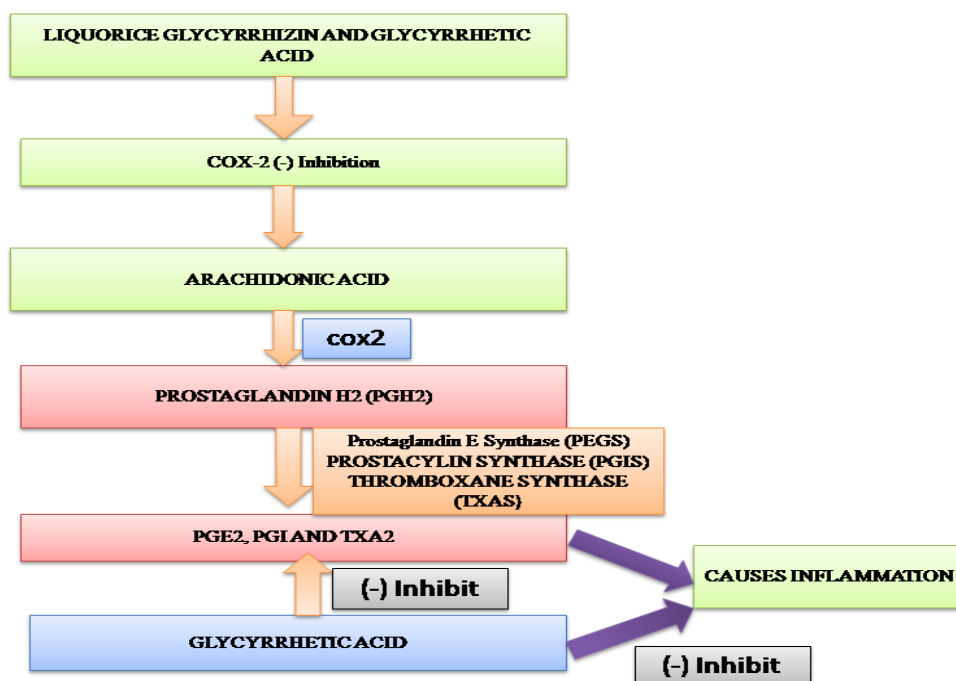 LIQUORICE GLYCYRRHIZIN AND GLYCYRRHETIC
ACID
COX-2 (-) Inhibition
ARACHIDONIC ACID
cox2
PROSTAGLANDIN H2 (PGH2)
Prostaglandin E Synthase (PEGS)
PROSTACYLIN SYNTHASE (PGIS)
THROMBOXANE SYNTHASE
(TXAS)
PGE2, PGI AND TXA2
CAUSES INFLAMMATION
(-) Inhibit
GLYCYRRHETIC ACID
(-) Inhibit